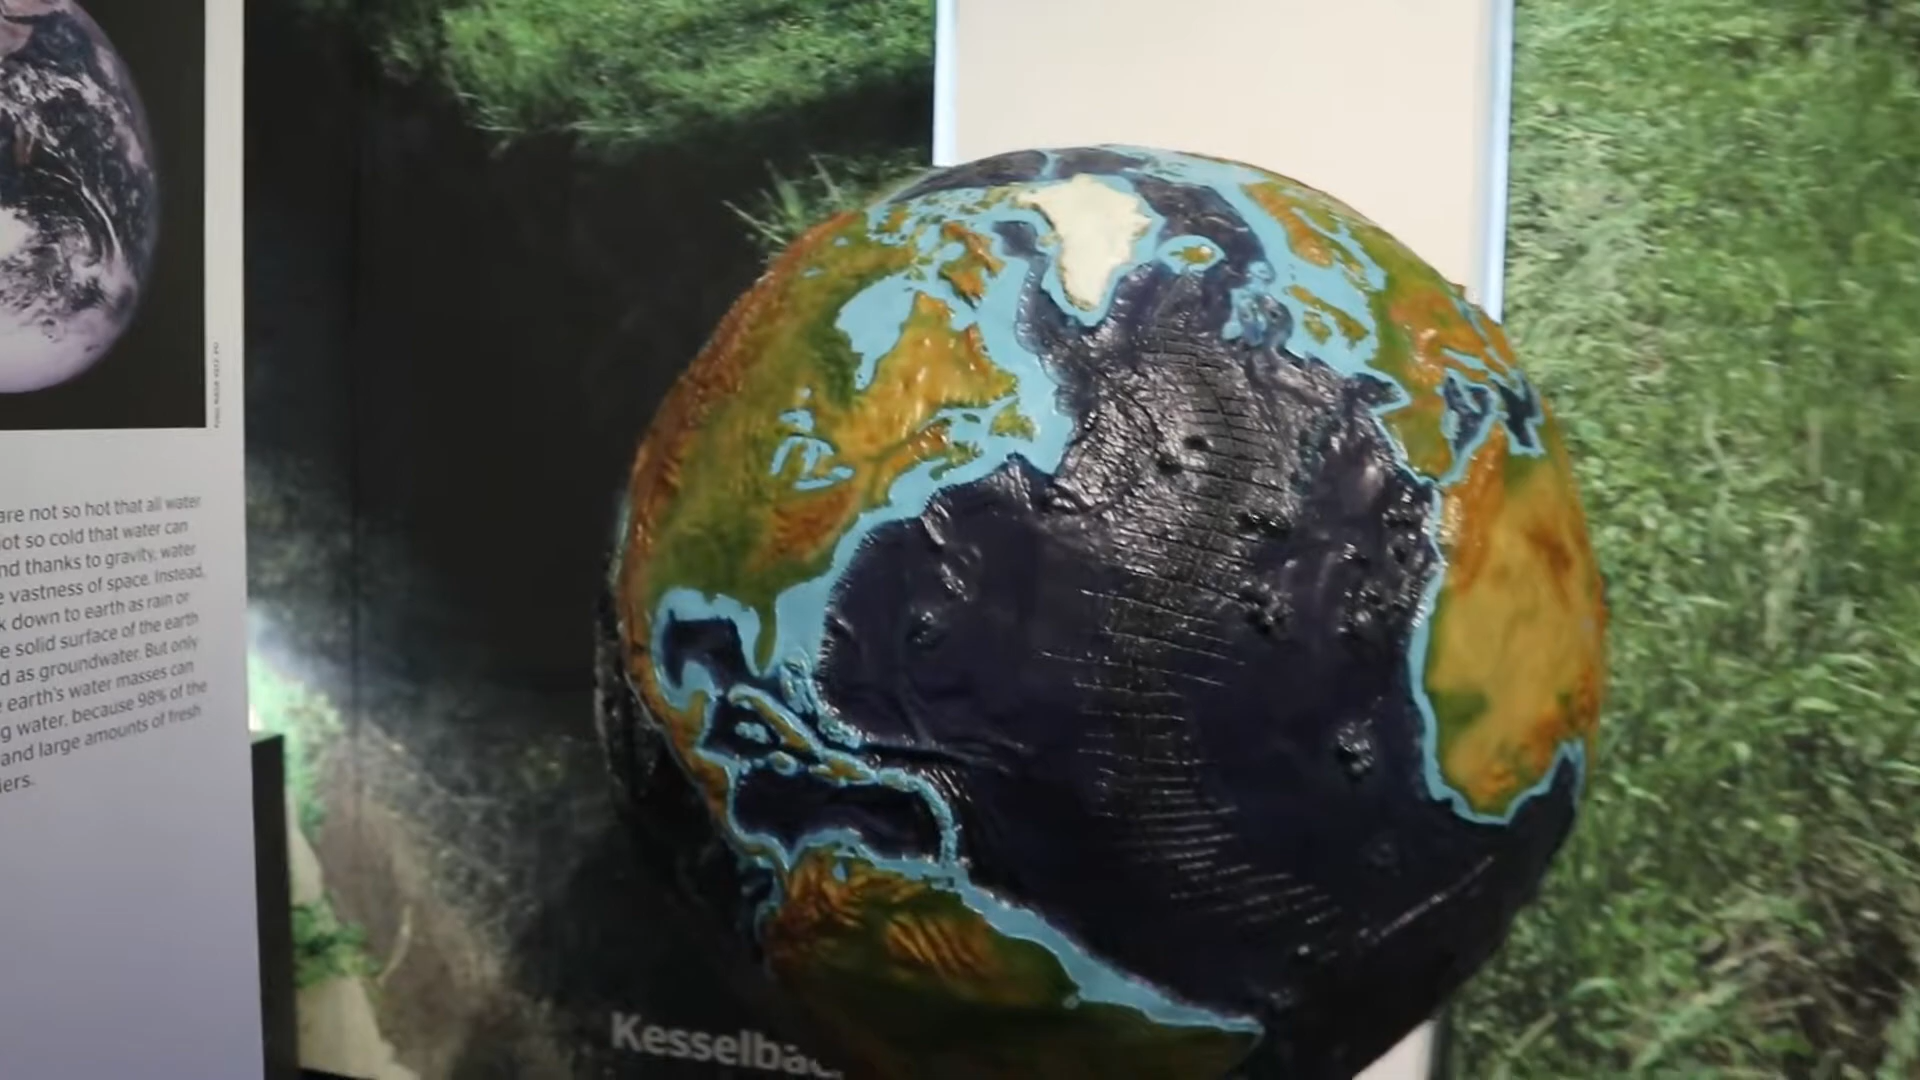 are not so hot that all water
ot so cold that water can
nd thanks to gravity, water
e vastness of space. Instead,
k down to earth as rain or
e solid surface of the earth
d as groundwater. But only
earth's water masses can
g water, because 98% of the
and large amounts of fresh
iers.
Kesselbac